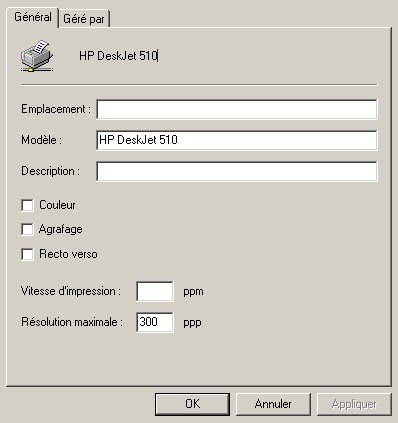 Général Géré par
HP DeskJet 510
Emplacement :
Modèle : HP DeskJet 510
Description :
Couleur
Agrafage
Recto verso
Vitesse d'impression : ppm
Résolution maximale : 300 ppp
OK Annuler Appliquer